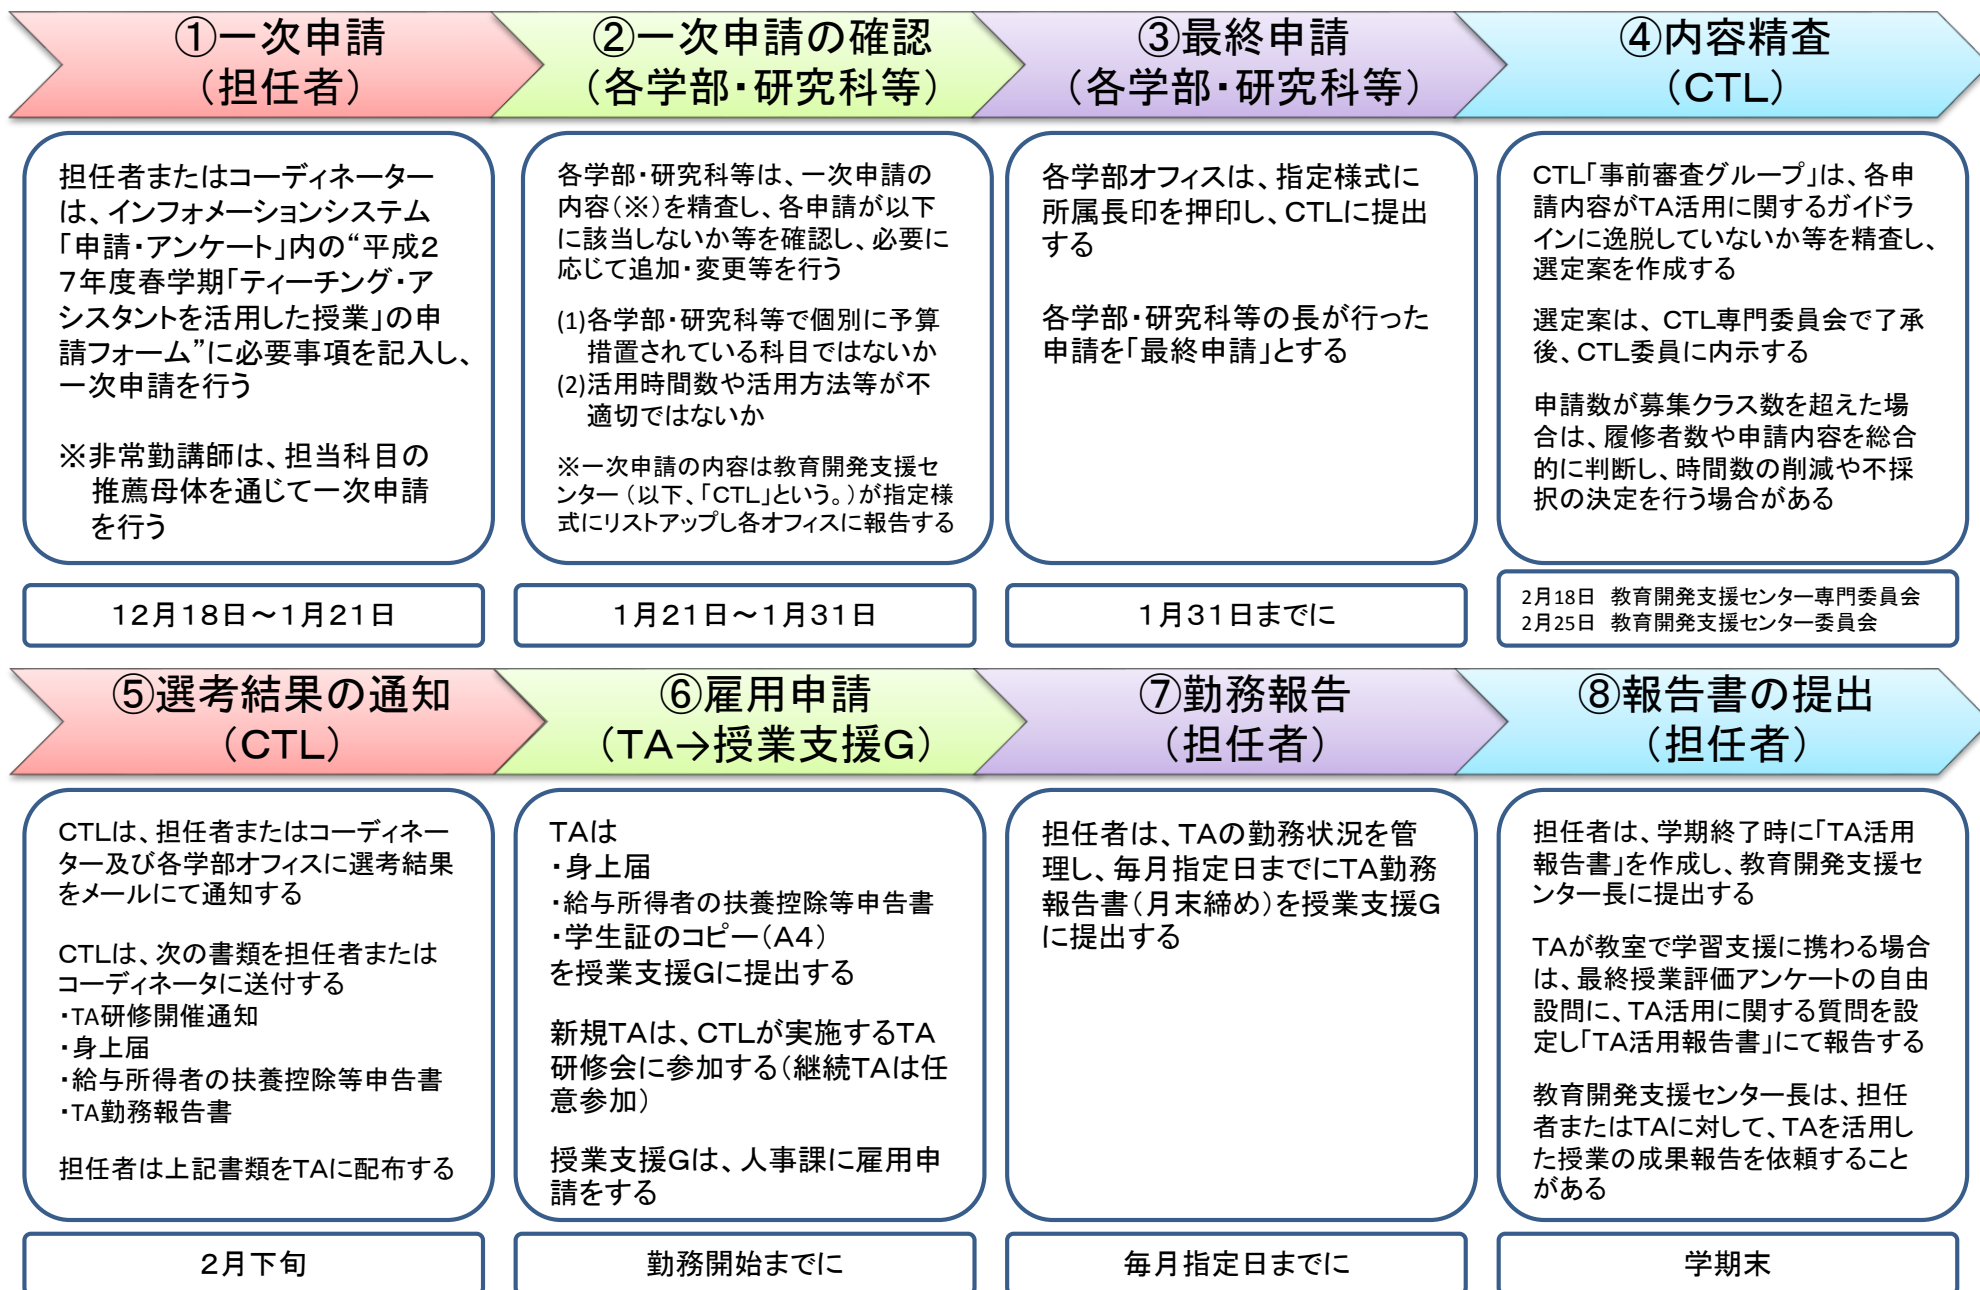 ①一次申請
（担任者）
②一次申請の確認
（各学部・研究科等）
③最終申請
（各学部・研究科等）
④内容精査
（CTL）
担任者またはコーディネーター
は、インフォメーションシステム
「申請・アンケート」内の“平成２
７年度春学期「ティーチング・ア
シスタントを活用した授業」の申
請フォーム”に必要事項を記入し、
一次申請を行う
※非常勤講師は、担当科目の
推薦母体を通じて一次申請
を行う
各学部・研究科等は、一次申請の
内容（※）を精査し、各申請が以下
に該当しないか等を確認し、必要に
応じて追加・変更等を行う
(1)各学部・研究科等で個別に予算
措置されている科目ではないか
(2)活用時間数や活用方法等が不
適切ではないか
※一次申請の内容は教育開発支援セ
ンター（以下、「CTL」という。）が指定様
式にリストアップし各オフィスに報告する
各学部オフィスは、指定様式に
所属長印を押印し、CTLに提出
する
各学部・研究科等の長が行った
申請を「最終申請」とする
CTL「事前審査グループ」は、各申
請内容がTA活用に関するガイドラ
インに逸脱していないか等を精査し、
選定案を作成する
選定案は、CTL専門委員会で了承
後、CTL委員に内示する
申請数が募集クラス数を超えた場
合は、履修者数や申請内容を総合
的に判断し、時間数の削減や不採
択の決定を行う場合がある
１２月１８日～１月２１日
１月２１日～１月３１日
１月３１日までに
2月18日　教育開発支援センター専門委員会
2月25日　教育開発支援センター委員会
⑤選考結果の通知
（CTL）
⑥雇用申請
（TA→授業支援G）
⑦勤務報告
（担任者）
⑧報告書の提出
（担任者）
CTLは、担任者またはコーディネー
ター及び各学部オフィスに選考結果
をメールにて通知する
CTLは、次の書類を担任者または
コーディネータに送付する
・TA研修開催通知
・身上届
・給与所得者の扶養控除等申告書
・TA勤務報告書
担任者は上記書類をTAに配布する
TAは
・身上届
・給与所得者の扶養控除等申告書
・学生証のコピー（A4）
を授業支援Gに提出する
新規TAは、CTLが実施するTA
研修会に参加する（継続TAは任
意参加）
授業支援Gは、人事課に雇用申
請をする
担任者は、TAの勤務状況を管
理し、毎月指定日までにTA勤務
報告書（月末締め）を授業支援G
に提出する
担任者は、学期終了時に「TA活用
報告書」を作成し、教育開発支援セ
ンター長に提出する
TAが教室で学習支援に携わる場合
は、最終授業評価アンケートの自由
設問に、TA活用に関する質問を設
定し「TA活用報告書」にて報告する
教育開発支援センター長は、担任
者またはTAに対して、TAを活用し
た授業の成果報告を依頼すること
がある
２月下旬
勤務開始までに
毎月指定日までに
学期末